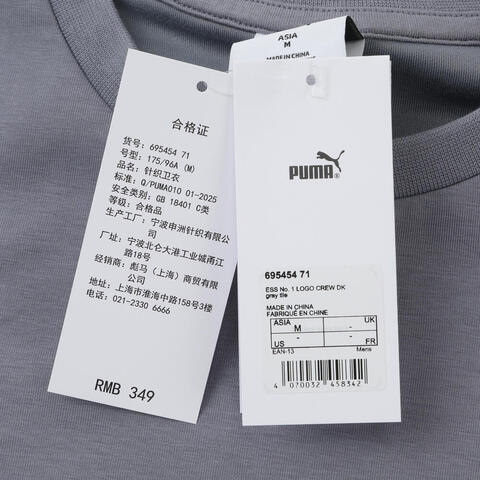 ASIA
M
MADE IN CHINA
合格证
货号: 695454 71
号型: 175/96A (M)
品名: 针织卫衣
标准: Q/PUMA010 01-2025
安全类别: GB 18401 C类
等级: 合格品
生产工厂: 宁波申洲针织有限公司
厂址: 宁波北仑大港工业城甬江路18号
经销商: 彪马（上海）商贸有限公司
地址: 上海市淮海中路158号3楼
电话: 021-2330 6666
RMB 349
PUMA
695454 71
ESS No. 1 LOGO CREW DK
grey tile
MADE IN CHINA
FABRIQUÉ EN CHINE
ASIA M - UK
US - - FR
EAN-13 Mens
4 070032 458342